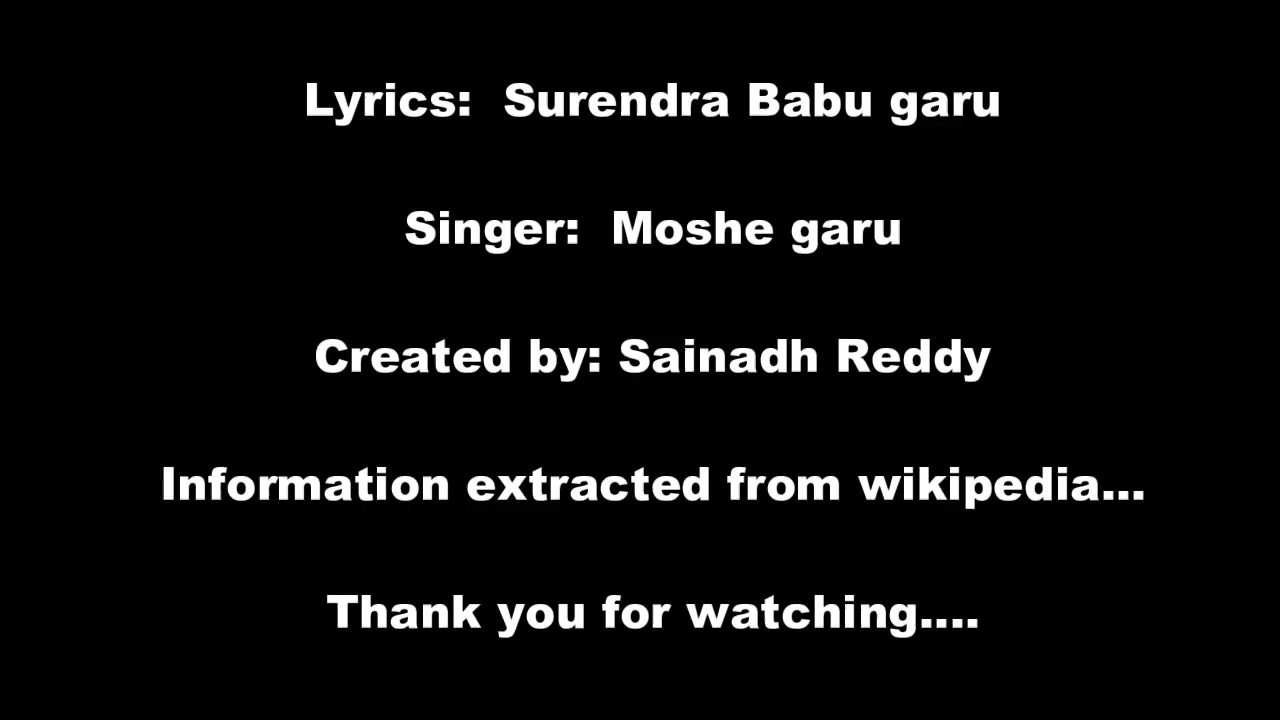 Lyrics:  Surendra Babu garu
Singer:  Moshe garu
Created by: Sainadh Reddy
Information extracted from wikipedia...
Thank you for watching....